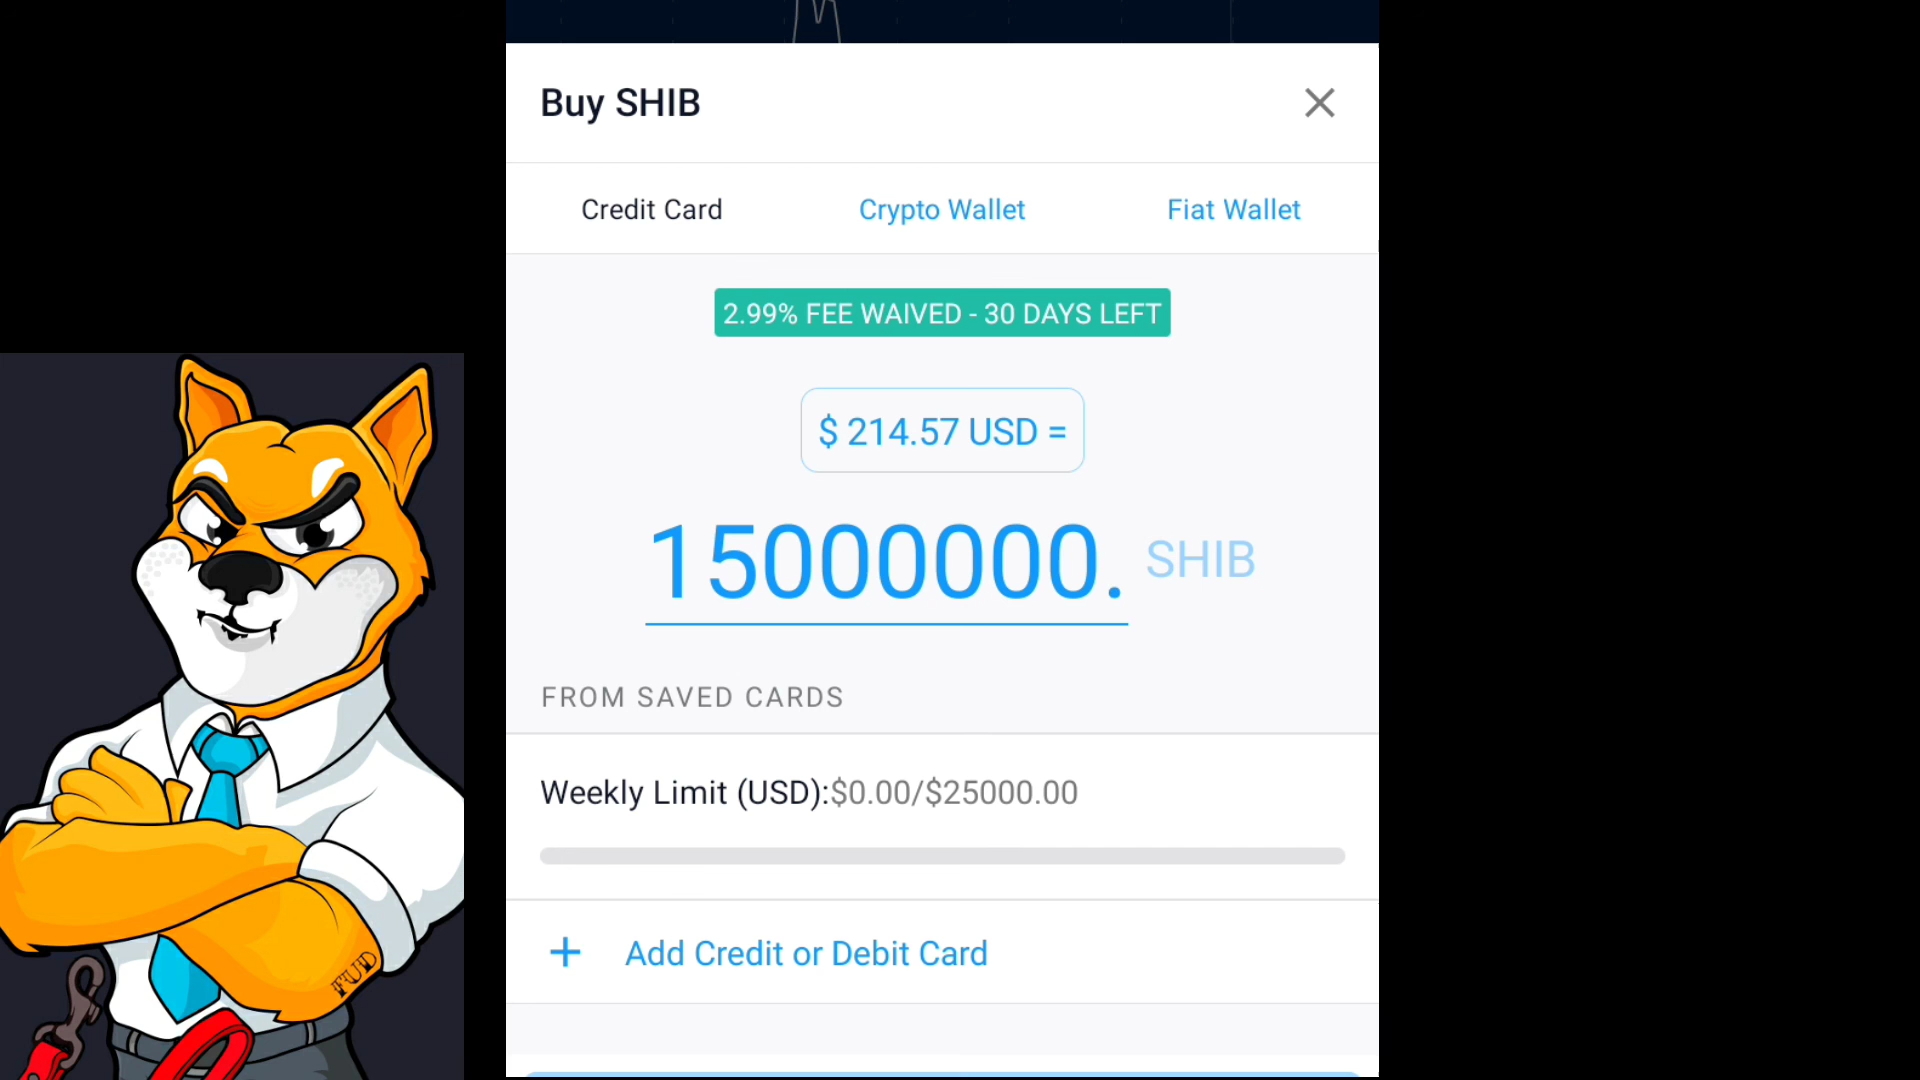 Buy SHIB
Credit Card Crypto Wallet Fiat Wallet
2.99% FEE WAIVED - 30 DAYS LEFT
$ 214.57 USD =
15000000. SHIB
FROM SAVED CARDS
Weekly Limit (USD):$0.00/$25000.00
+ Add Credit or Debit Card
FUD